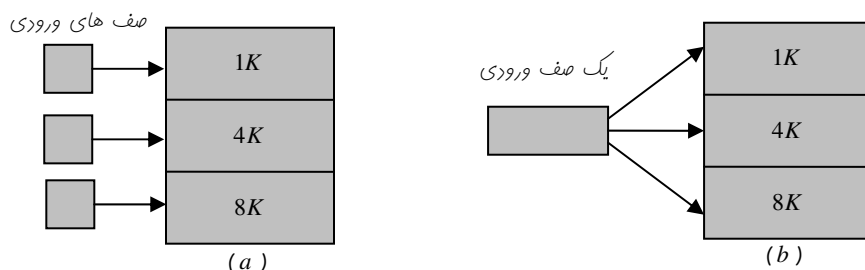 صف های ورودی
1K
4K
8K
(a)
یک صف ورودی
1K
4K
8K
(b)